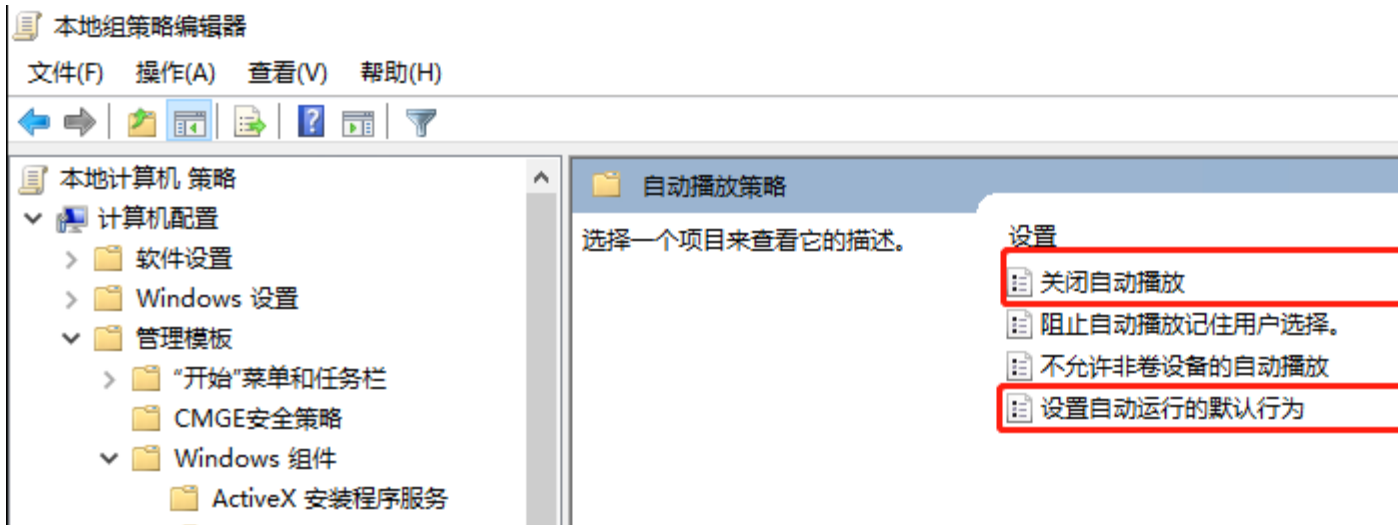 本地组策略编辑器
文件(F) 操作(A) 查看(V) 帮助(H)
本地计算机 策略
计算机配置
软件设置
Windows 设置
管理模板
“开始”菜单和任务栏
CMGE安全策略
Windows 组件
ActiveX 安装程序服务
自动播放策略
选择一个项目来查看它的描述。
设置
关闭自动播放
阻止自动播放记住用户选择。
不允许非卷设备的自动播放
设置自动运行的默认行为